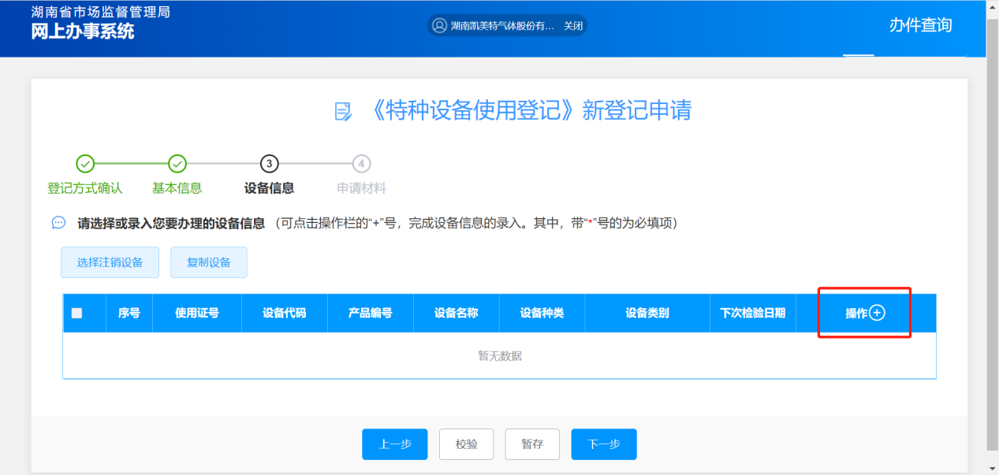 湖南省市场监督管理局
网上办事系统
湖南凯美特气体股份有... 关闭
办件查询
《特种设备使用登记》新登记申请
3 4
登记方式确认 基本信息 设备信息 申请材料
请选择或录入您要办理的设备信息 （可点击操作栏的“+”号，完成设备信息的录入。其中，带“*”号的为必填项）
选择注销设备 复制设备
序号 使用证号 设备代码 产品编号 设备名称 设备种类 设备类别 下次检验日期 操作
暂无数据
上一步 校验 暂存 下一步